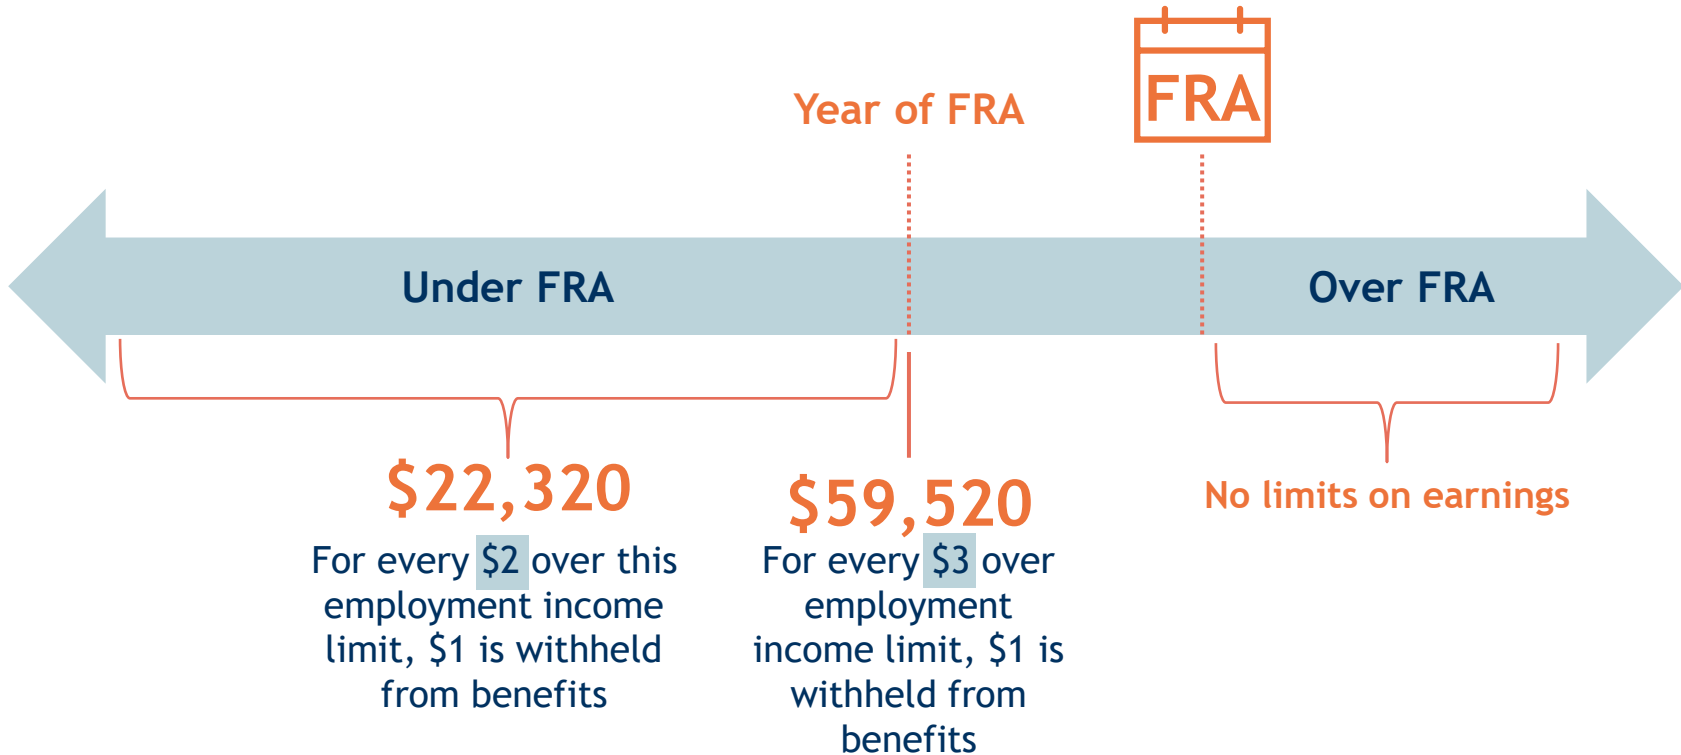 FRA
Year of FRA
Under FRA
Over FRA
$22,320
For every $2 over this
employment income
limit, $1 is withheld
from benefits
$59,520
For every $3 over
employment
income limit, $1 is
withheld from
benefits
No limits on earnings